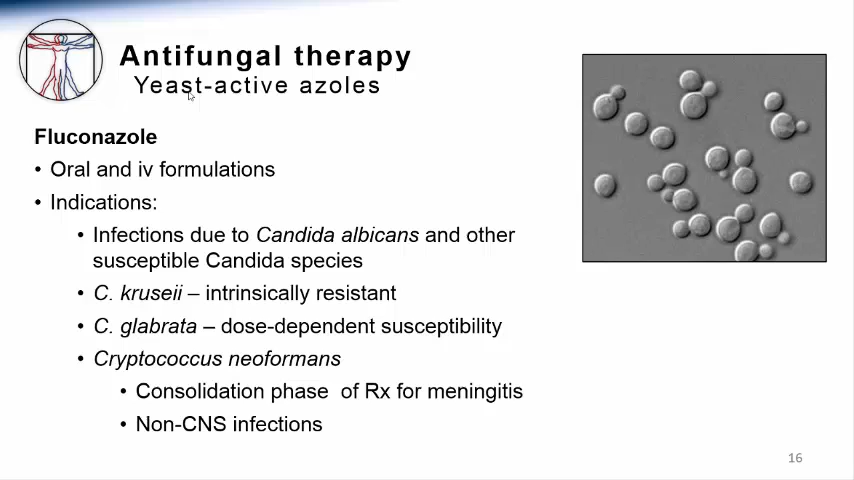 Antifungal therapy
Yeast-active azoles
Fluconazole
• Oral and iv formulations
• Indications:
• Infections due to Candida albicans and other
susceptible Candida species
• C. kruseii – intrinsically resistant
• C. glabrata – dose-dependent susceptibility
• Cryptococcus neoformans
• Consolidation phase  of Rx for meningitis
• Non-CNS infections
16